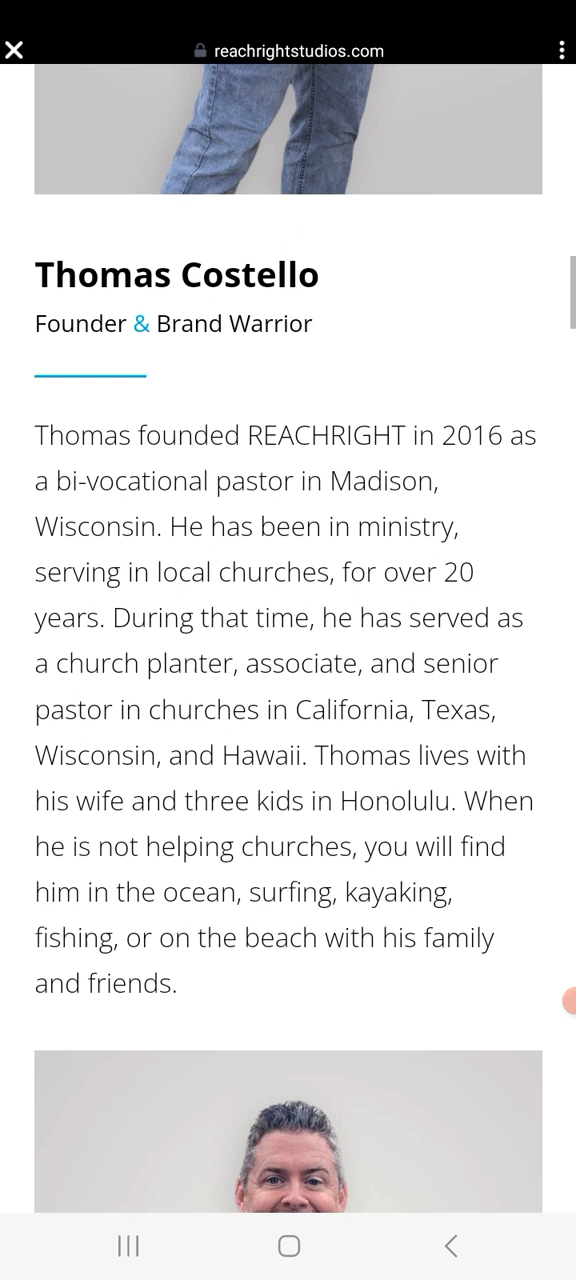 reachrightstudios.com
Thomas Costello
Founder & Brand Warrior
Thomas founded REACHRIGHT in 2016 as
a bi-vocational pastor in Madison,
Wisconsin. He has been in ministry,
serving in local churches, for over 20
years. During that time, he has served as
a church planter, associate, and senior
pastor in churches in California, Texas,
Wisconsin, and Hawaii. Thomas lives with
his wife and three kids in Honolulu. When
he is not helping churches, you will find
him in the ocean, surfing, kayaking,
fishing, or on the beach with his family
and friends.